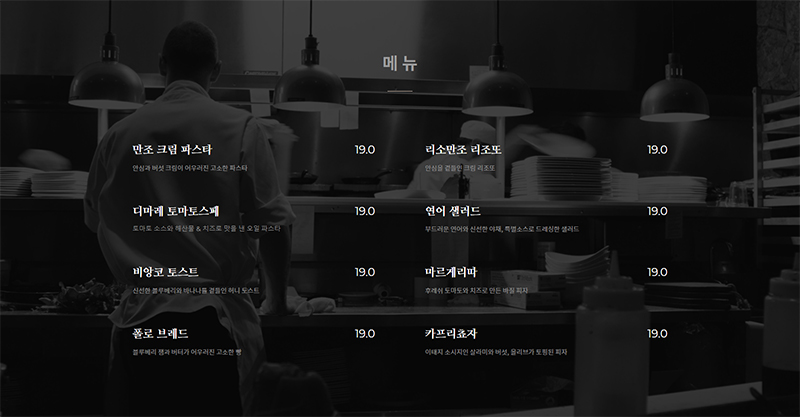 메뉴
만조 크림 파스타 19.0
안심과 버섯 크림이 어우러진 고소한 파스타
리소만조 리조또 19.0
안심을 곁들인 크림 리조또
디마레 토마토스페 19.0
토마토 소스와 해산물 & 치즈로 맛을 낸 오일 파스타
연어 샐러드 19.0
부드러운 연어와 신선한 야채, 특별소스로 드레싱한 샐러드
비앙코 토스트 19.0
신선한 블루베리와 바나나를 곁들인 허니 토스트
마르게리따 19.0
후레쉬 토마토와 치즈로 만든 바질 피자
폴로 브레드 19.0
블루베리 잼과 버터가 어우러진 고소한 빵
카프리쵸자 19.0
이태지 소시지인 살라미와 버섯, 올리브가 토핑된 피자